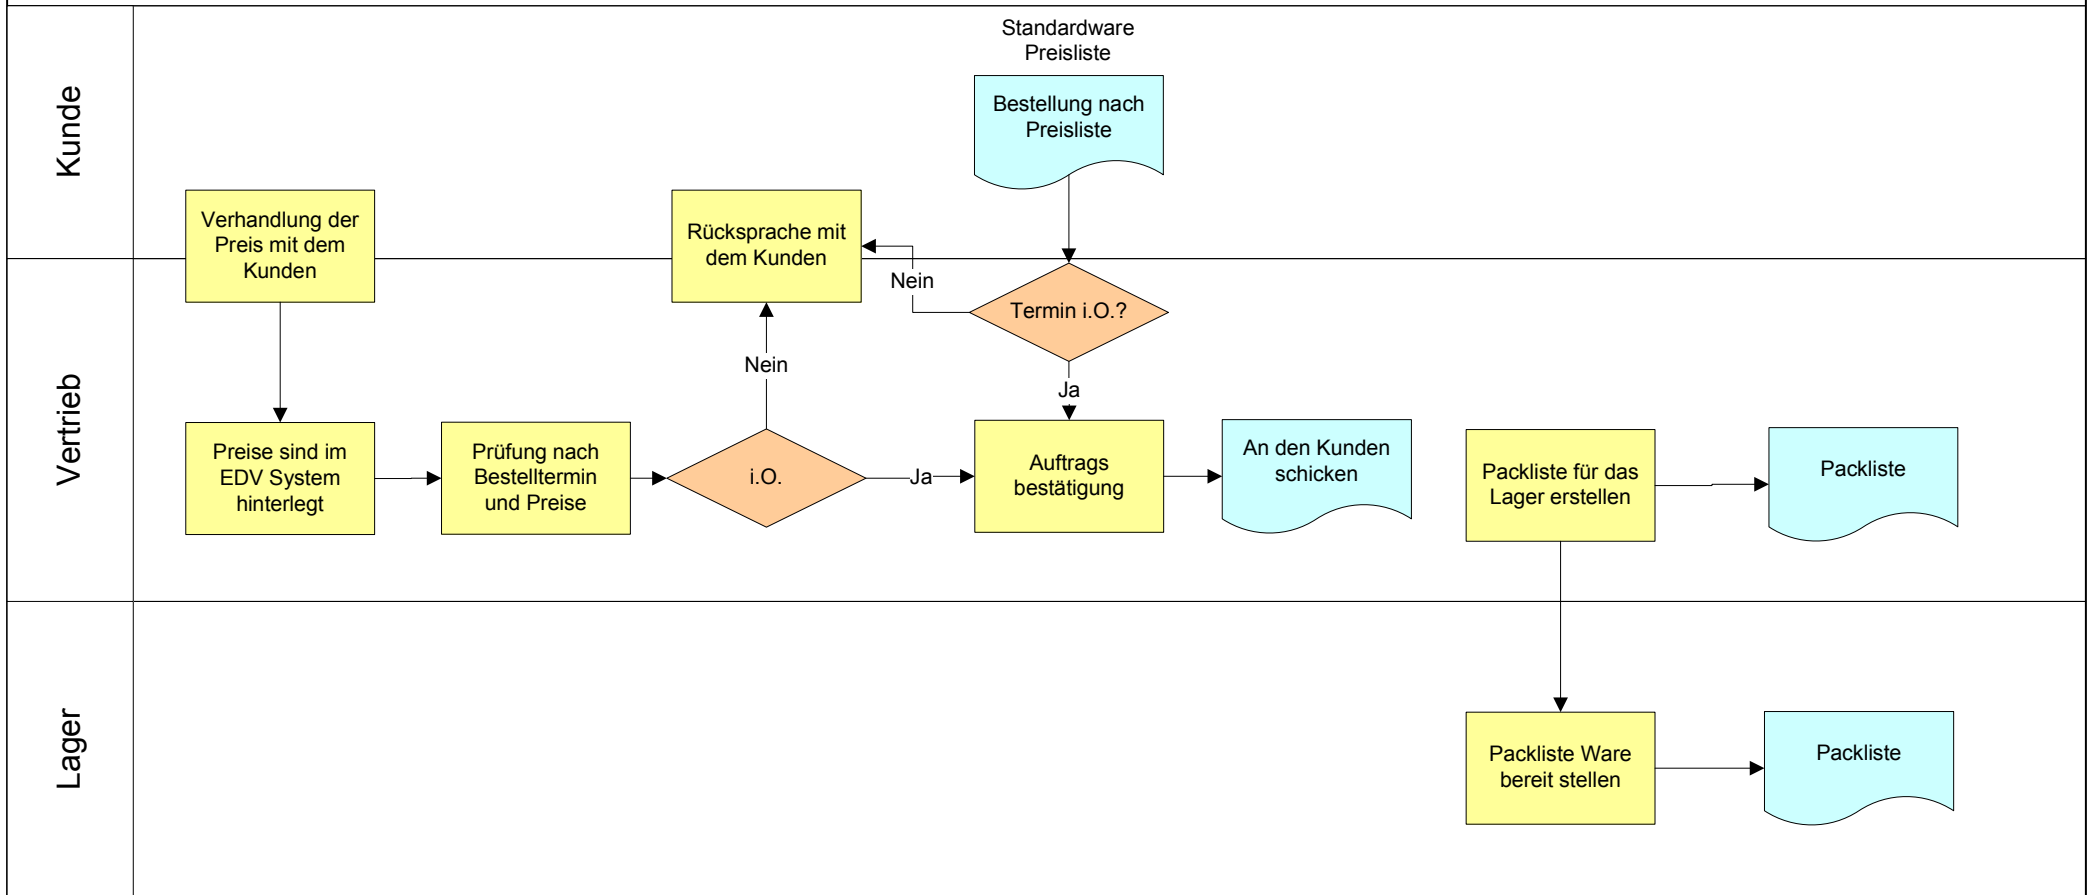 Standardware
Preisliste
Kunde
Bestellung nach
Preisliste
Verhandlung der
Preis mit dem
Kunden
Rücksprache mit
dem Kunden
Nein
Termin i.O.?
Nein
Ja
Vertrieb
Preise sind im
EDV System
hinterlegt
Prüfung nach
Bestelltermin
und Preise
i.O.
Ja
Auftrags
bestätigung
An den Kunden
schicken
Packliste für das
Lager erstellen
Packliste
Lager
Packliste Ware
bereit stellen
Packliste